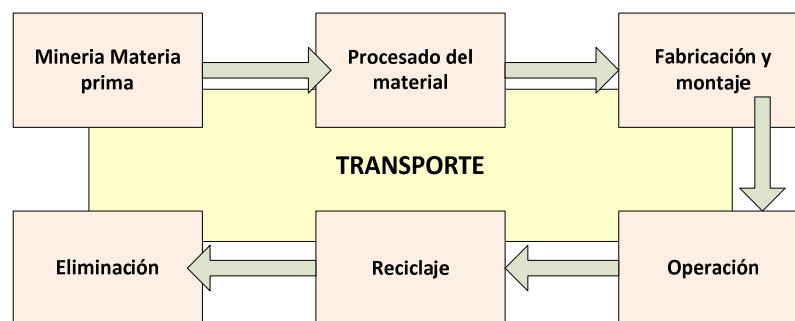 Mineria Materia
prima
Procesado del
material
Fabricación y
montaje
TRANSPORTE
Eliminación
Reciclaje
Operación